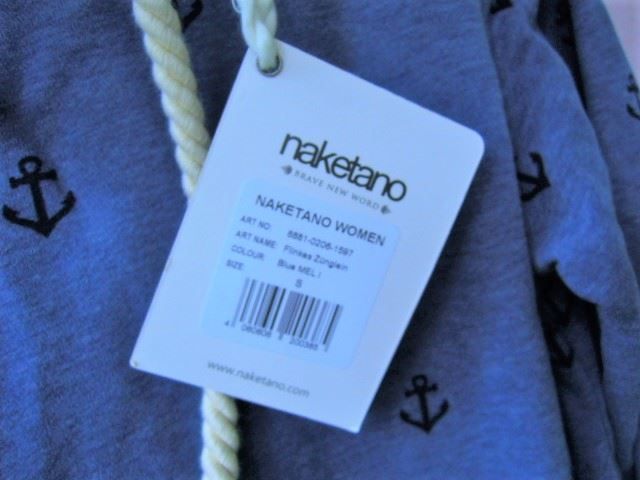 naketano
BRAVE NEW WORD
NAKETANO WOMEN
ART NO: 8881-0206-1597
ART NAME: Flinkes Zünglein
COLOUR: Blue MEL |
SIZE: S
www.naketano.com